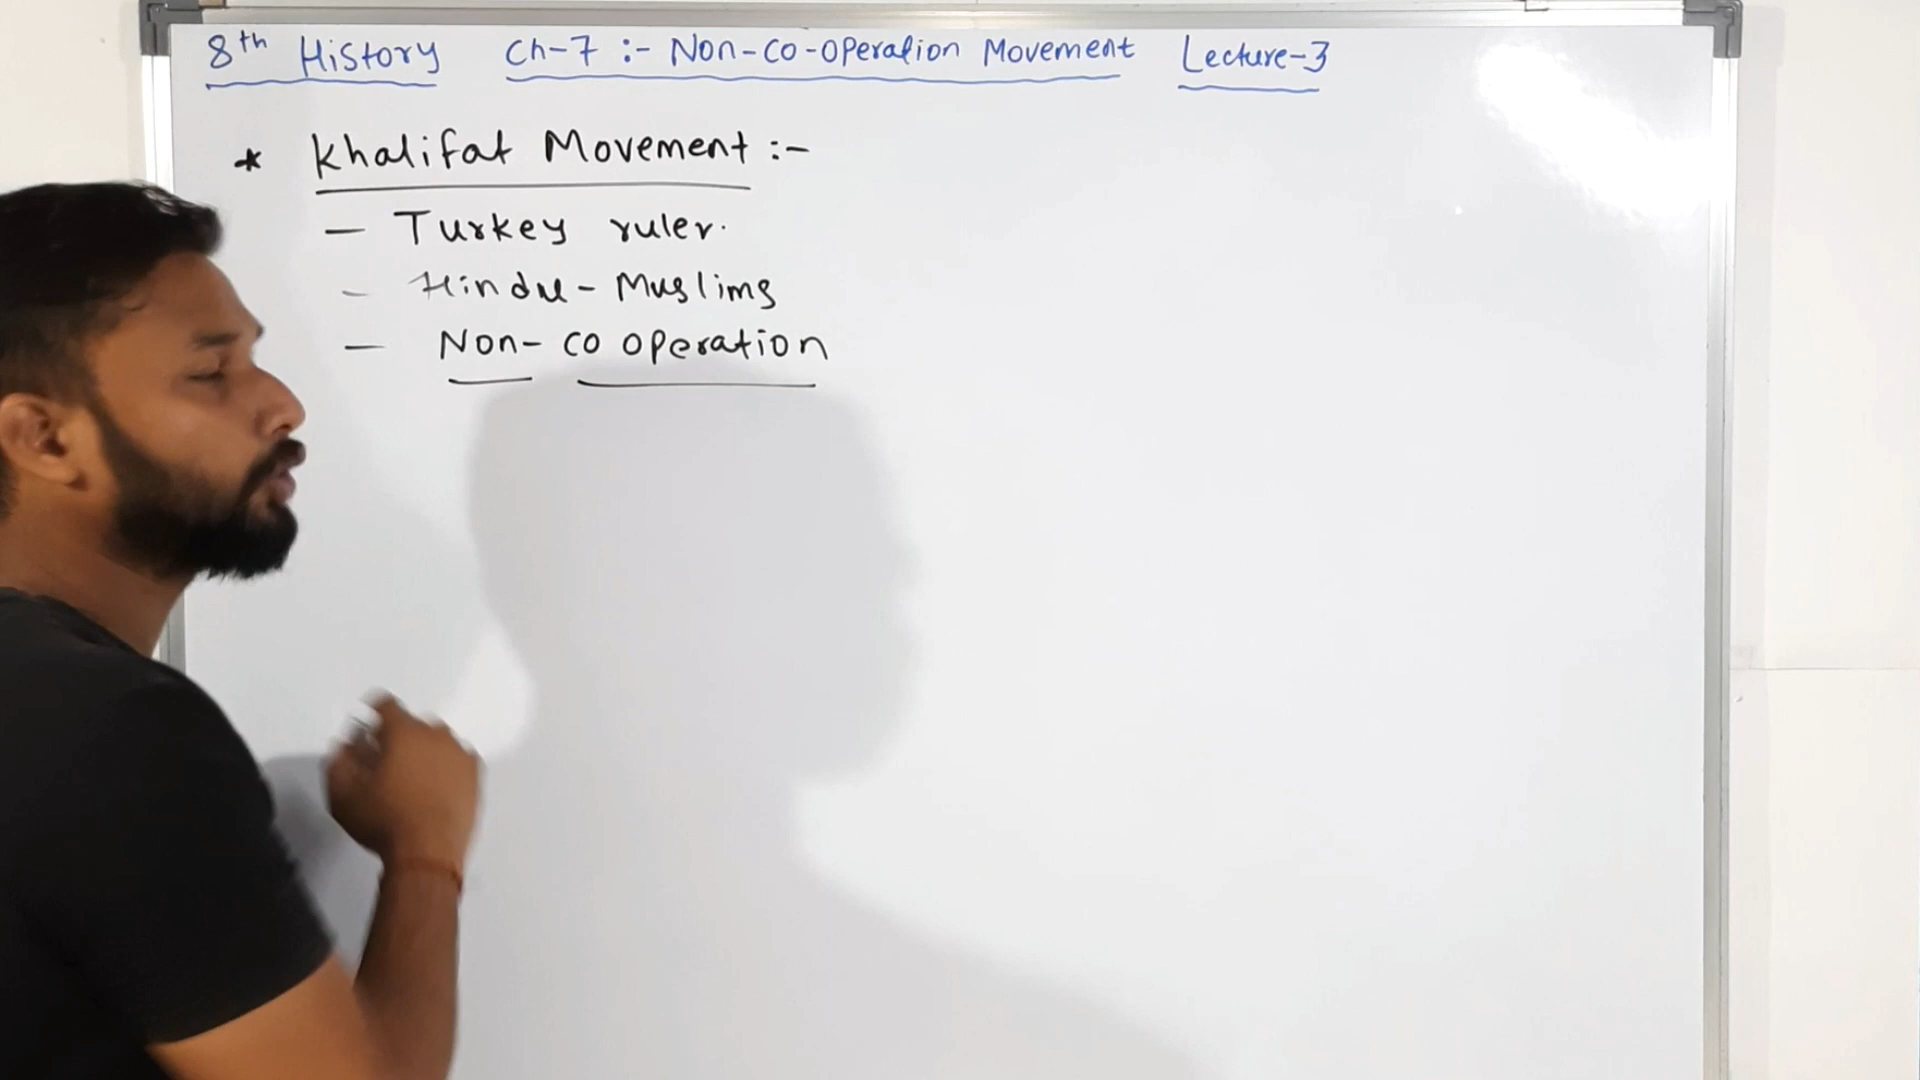 8th History Ch-7 :- Non-Co-Operation Movement Lecture-3
* Khalifat Movement :-
- Turkey ruler.
- Hindu - Muslims
- Non- co operation